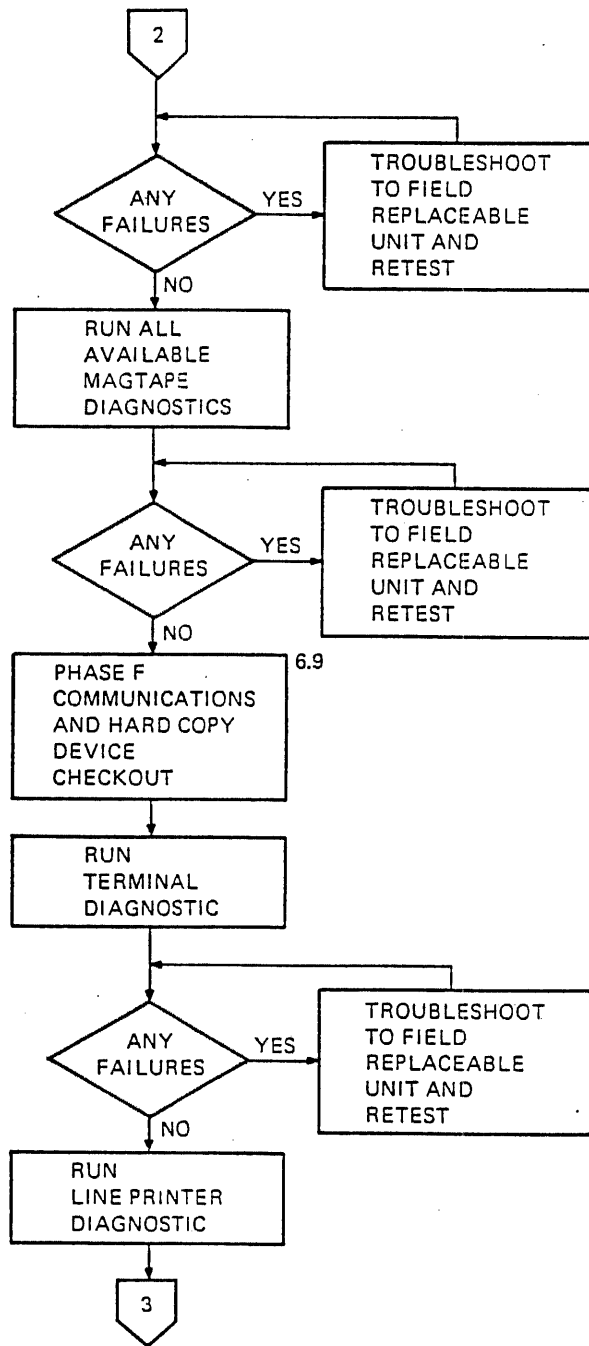 2
ANY
FAILURES
YES
TROUBLESHOOT
TO FIELD
REPLACEABLE
UNIT AND
RETEST
NO
RUN ALL
AVAILABLE
MAGTAPE
DIAGNOSTICS
ANY
FAILURES
YES
TROUBLESHOOT
TO FIELD
REPLACEABLE
UNIT AND
RETEST
NO
PHASE F
COMMUNICATIONS
AND HARD COPY
DEVICE
CHECKOUT
6.9
RUN
TERMINAL
DIAGNOSTIC
ANY
FAILURES
YES
TROUBLESHOOT
TO FIELD
REPLACEABLE
UNIT AND
RETEST
NO
RUN
LINE PRINTER
DIAGNOSTIC
3